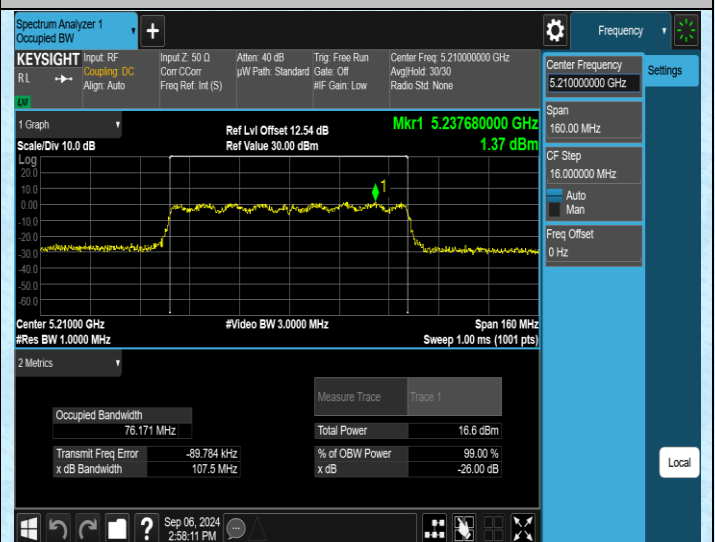 Spectrum Analyzer 1
Occupied BW
+
Frequency
KEYSIGHT
RL
Input: RF
Coupling: DC
Align: Auto
Input Z: 50 Ω
Corr CCorr
Freq Ref: Int (S)
Atten: 40 dB
µW Path: Standard
Trig: Free Run
Gate: Off
#IF Gain: Low
Center Freq: 5.210000000 GHz
Avg|Hold: 30/30
Radio Std: None
1 Graph
Scale/Div 10.0 dB
Ref Lvl Offset 12.54 dB
Ref Value 30.00 dBm
Mkr1 5.237680000 GHz
1.37 dBm
Log
20.0
10.0
0.00
-10.0
-20.0
-30.0
-40.0
-50.0
-60.0
1
Center 5.21000 GHz
#Res BW 1.0000 MHz
#Video BW 3.0000 MHz
Span 160 MHz
Sweep 1.00 ms (1001 pts)
2 Metrics
Measure Trace Trace 1
Occupied Bandwidth
76.171 MHz
Total Power 16.6 dBm
Transmit Freq Error -89.784 kHz
% of OBW Power 99.00 %
x dB Bandwidth 107.5 MHz
x dB -26.00 dB
Center Frequency
5.210000000 GHz
Settings
Span
160.00 MHz
CF Step
16.000000 MHz
Auto
Man
Freq Offset
0 Hz
Local
?
Sep 06, 2024
2:58:11 PM